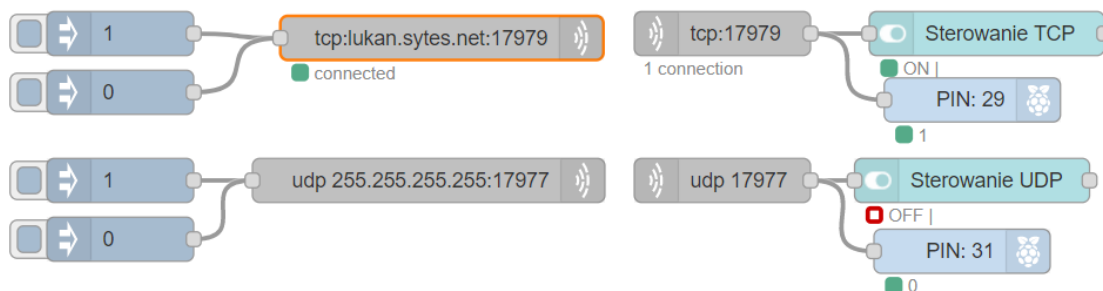 1
tcp:lukan.sytes.net:17979
tcp:17979
Sterowanie TCP
connected
1 connection
ON |
0
PIN: 29
1
1
udp 255.255.255.255:17977
udp 17977
Sterowanie UDP
OFF |
0
PIN: 31
0